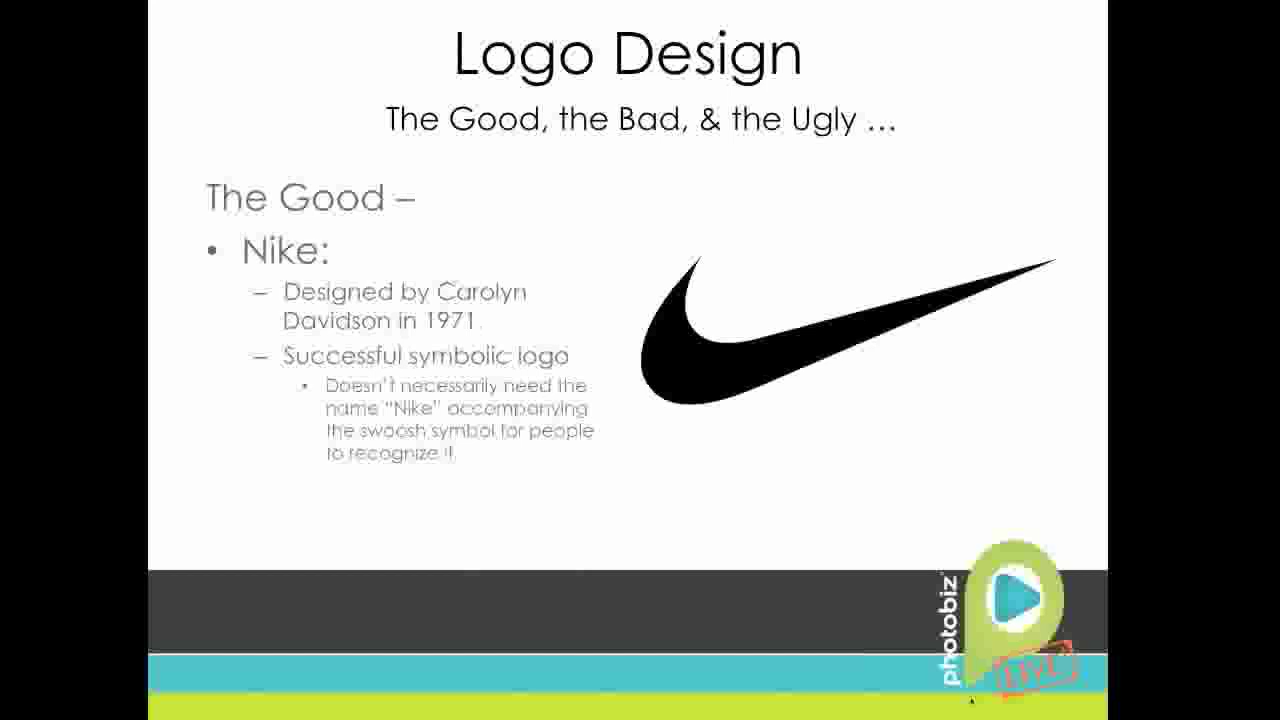 Logo Design
The Good, the Bad, & the Ugly ...
The Good –
• Nike:
– Designed by Carolyn
Davidson in 1971
– Successful symbolic logo
• Doesn't necessarily need the
name "Nike" accompanying
the swoosh symbol for people
to recognize it
photobiz
LIVE